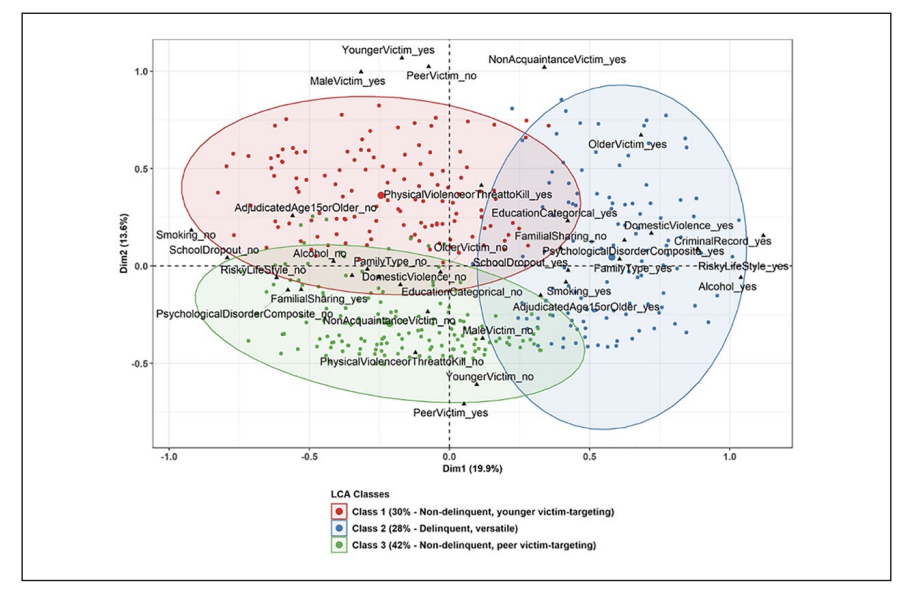 YoungerVictim_yes
NonAcquaintanceVictim_yes
PeerVictim_no
MaleVictim_yes
1.0
OlderVictim_yes
0.5
PhysicalViolenceorThreattoKill_yes
AdjudicatedAge15orOlder_no
EducationCategorical_yes
DomesticViolence_yes
Smoking_no
FamilialSharing_no
CriminalRecord_yes
SchoolDropout_no
OlderVictim_no
PsychologicalDisorderComposite_yes
Alcohol_no
FamilyType_no
SchoolDropout_yes
0.0
RiskyLifeStyle_no
FamilyType_yes
RiskyLifeStyle_yes
DomesticViolence_no
Alcohol_yes
EducationCategorical_no
Smoking_yes
FamilialSharing_yes
AdjudicatedAge15orOlder_yes
PsychologicalDisorderComposite_no
NonAcquaintanceVictim_no
MaleVictim_no
-0.5
PhysicalViolenceorThreattoKill_no
YoungerVictim_no
PeerVictim_yes
Dim2 (13.6%)
-1.0 -0.5 0.0 0.5 1.0
Dim1 (19.9%)
LCA Classes
Class 1 (30% - Non-delinquent, younger victim-targeting)
Class 2 (28% - Delinquent, versatile)
Class 3 (42% - Non-delinquent, peer victim-targeting)